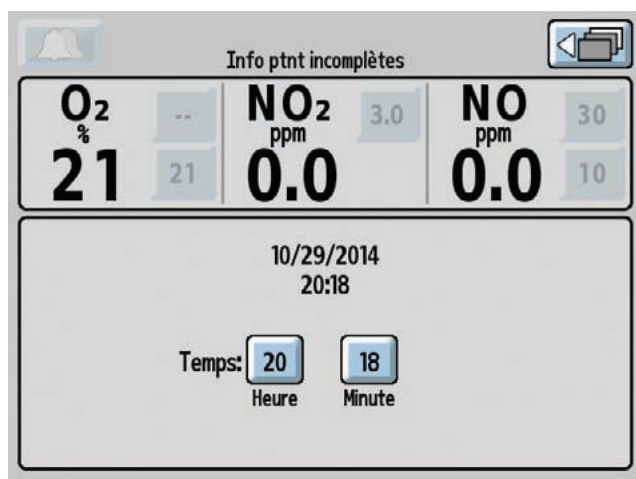 Info ptnt incomplètes
O2
%
21
--
21
NO2
ppm
0.0
3.0
NO
ppm
0.0
30
10
10/29/2014
20:18
Temps: 20 18
Heure Minute